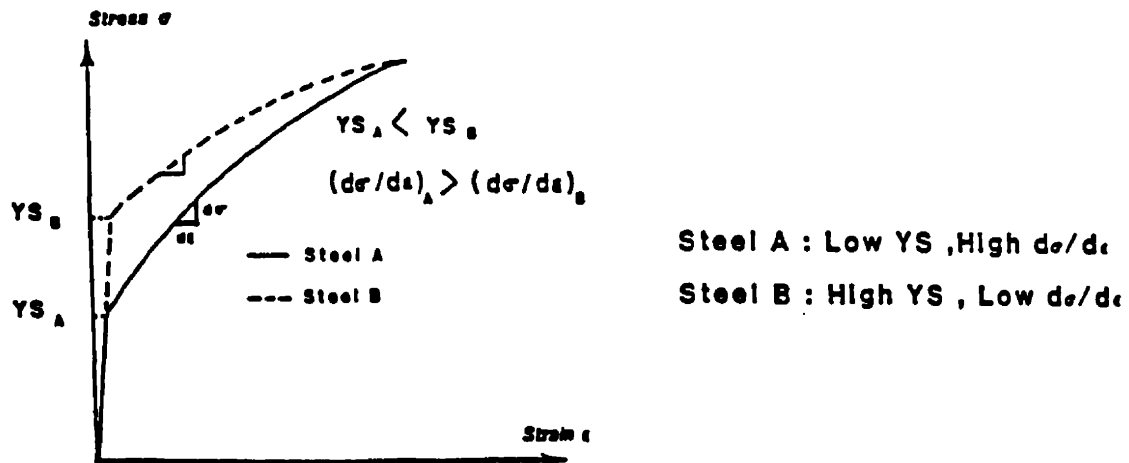 Stress σ
YS_A < YS_B
(dσ/dε)_A > (dσ/dε)_B
YS_B
dσ
dε
Steel A
Steel B
YS_A
Strain ε
Steel A : Low YS ,High dσ/dε
Steel B : High YS , Low dσ/dε